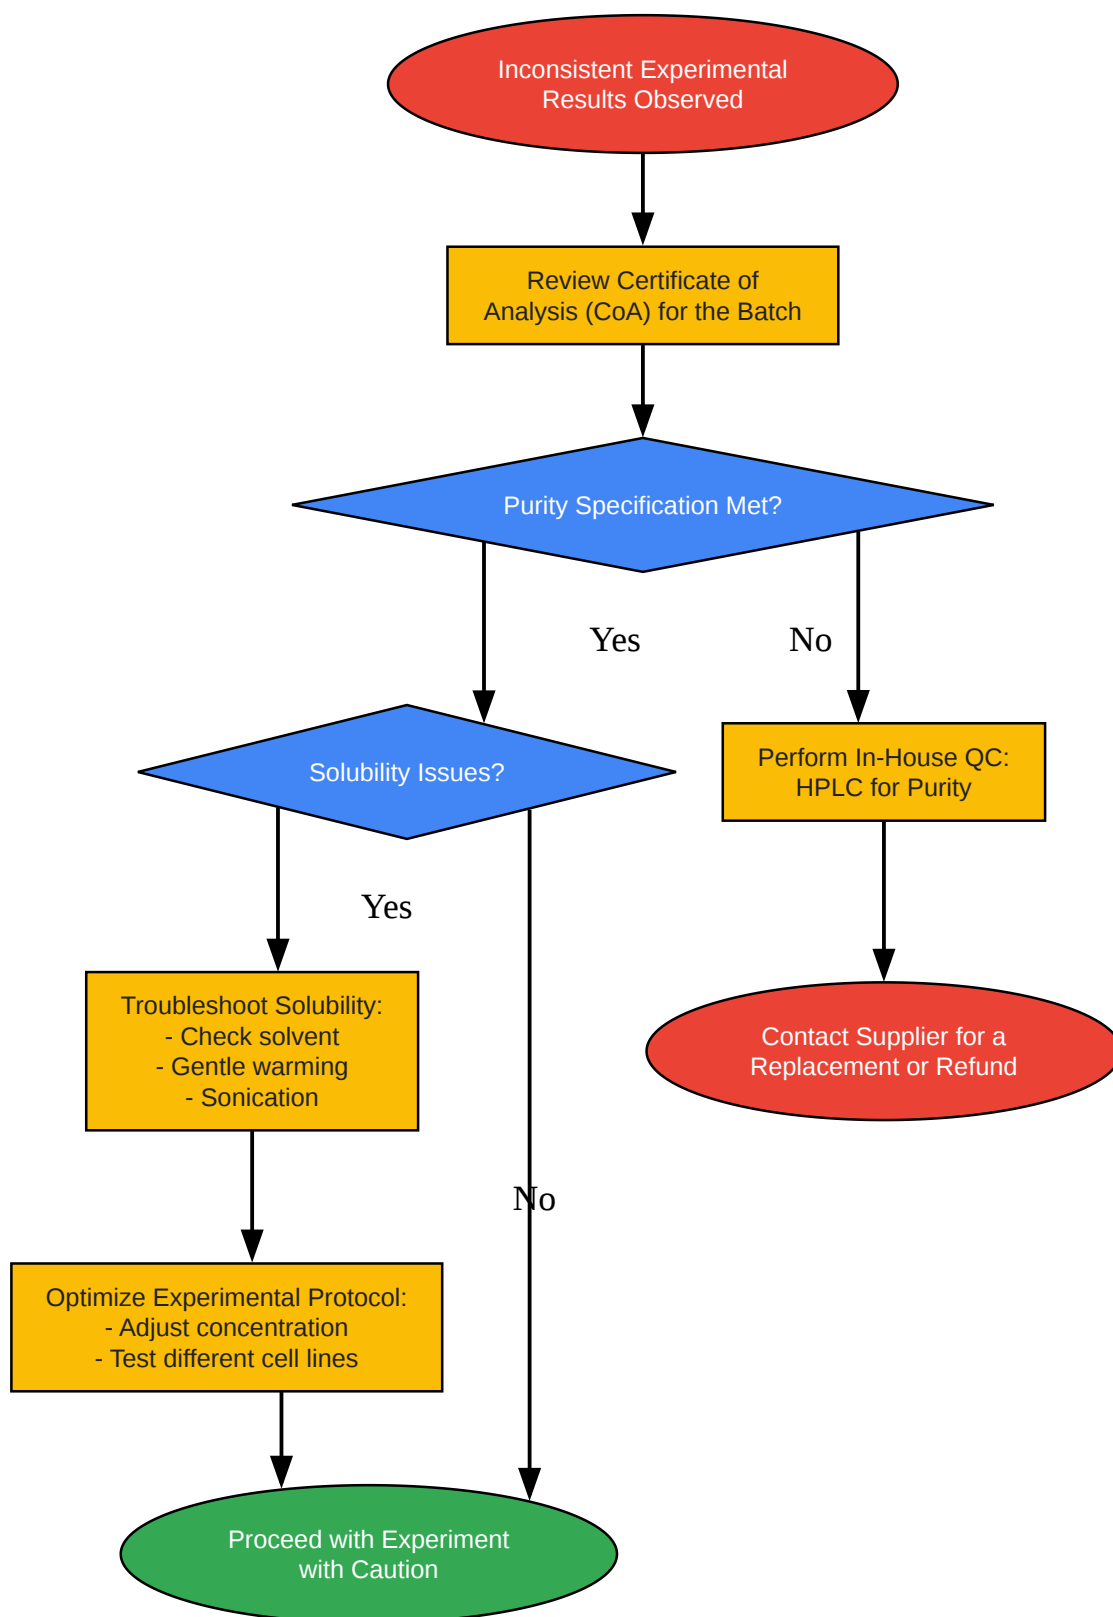 Inconsistent Experimental
Results Observed
Review Certificate of
Analysis (CoA) for the Batch
Purity Specification Met?
Yes
No
Solubility Issues?
Perform In-House QC:
HPLC for Purity
Yes
Troubleshoot Solubility:
- Check solvent
- Gentle warming
- Sonication
Contact Supplier for a
Replacement or Refund
No
Optimize Experimental Protocol:
- Adjust concentration
- Test different cell lines
Proceed with Experiment
with Caution